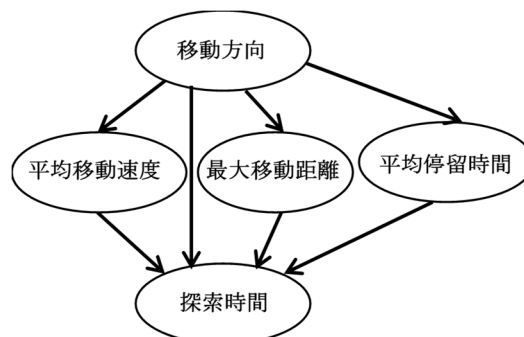 移動方向
平均移動速度
最大移動距離
平均停留時間
探索時間